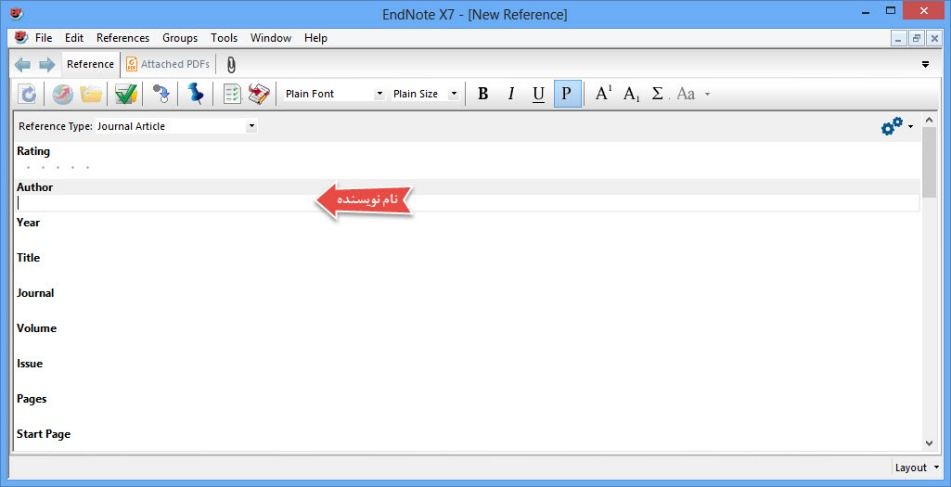 EndNote X7 - [New Reference]
File Edit References Groups Tools Window Help
Reference Attached PDFs
Plain Font Plain Size B I U P A¹ A₁ Σ Aa
Reference Type: Journal Article
Rating
Author
نام نویسنده
Year
Title
Journal
Volume
Issue
Pages
Start Page
Layout